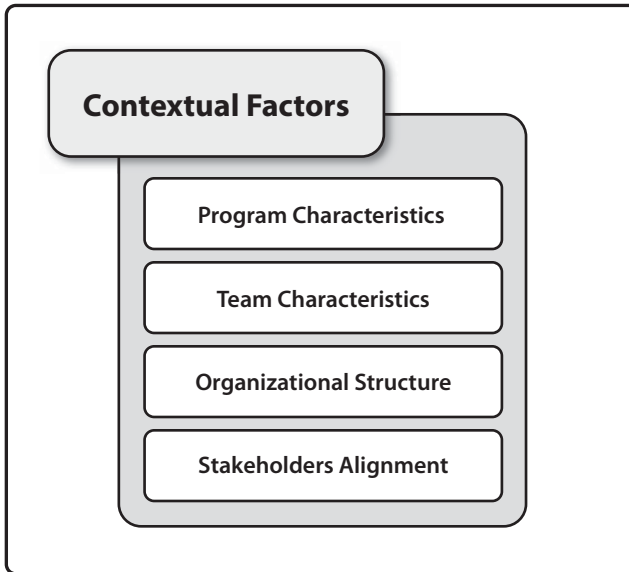 Contextual Factors
Program Characteristics
Team Characteristics
Organizational Structure
Stakeholders Alignment